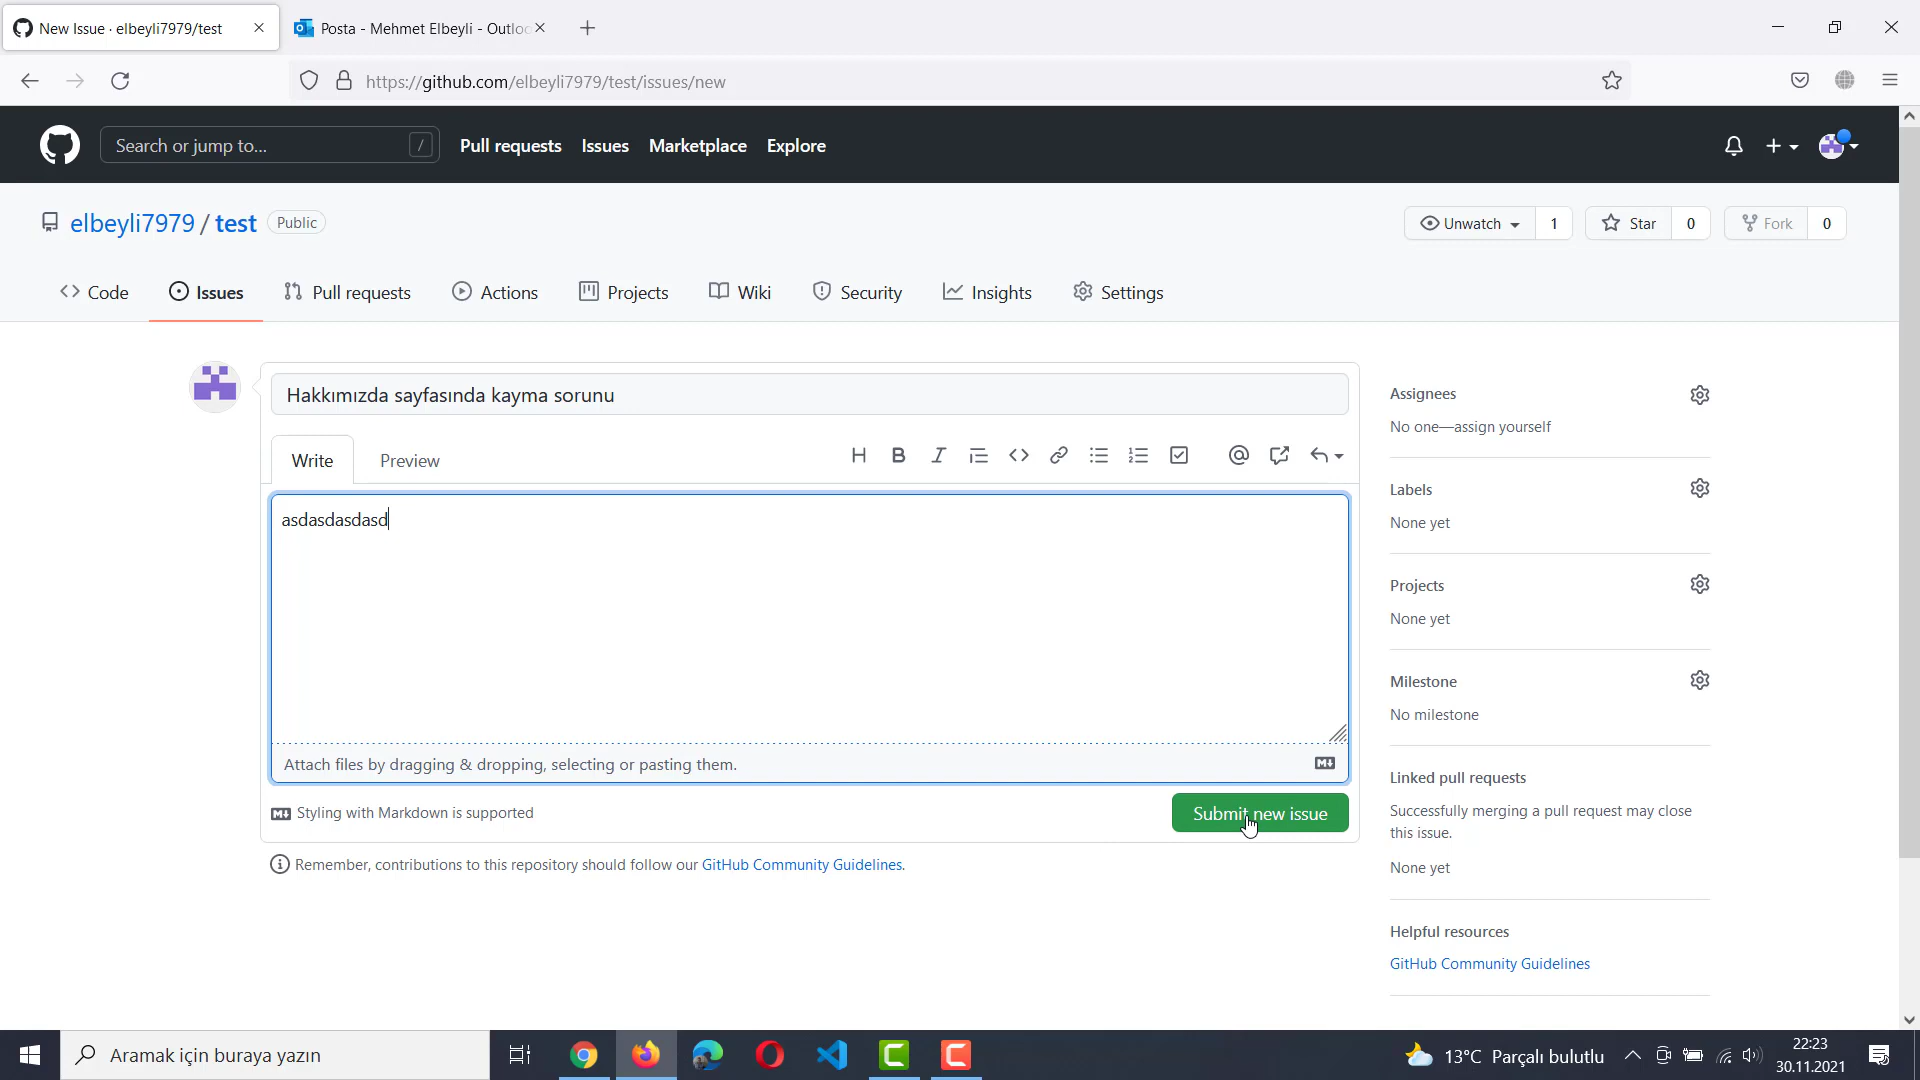 New Issue · elbeyli7979/test
Posta - Mehmet Elbeyli - Outlo
https://github.com/elbeyli7979/test/issues/new
Search or jump to...
/
Pull requests
Issues
Marketplace
Explore
elbeyli7979 / test
Public
Unwatch
1
Star
0
Fork
0
Code
Issues
Pull requests
Actions
Projects
Wiki
Security
Insights
Settings
Hakkımızda sayfasında kayma sorunu
Write
Preview
asdasdasdasd
Attach files by dragging & dropping, selecting or pasting them.
Styling with Markdown is supported
Submit new issue
Remember, contributions to this repository should follow our GitHub Community Guidelines.
Assignees
No one—assign yourself
Labels
None yet
Projects
None yet
Milestone
No milestone
Linked pull requests
Successfully merging a pull request may close
this issue.
None yet
Helpful resources
GitHub Community Guidelines
Aramak için buraya yazın
13°C Parçalı bulutlu
22:23
30.11.2021